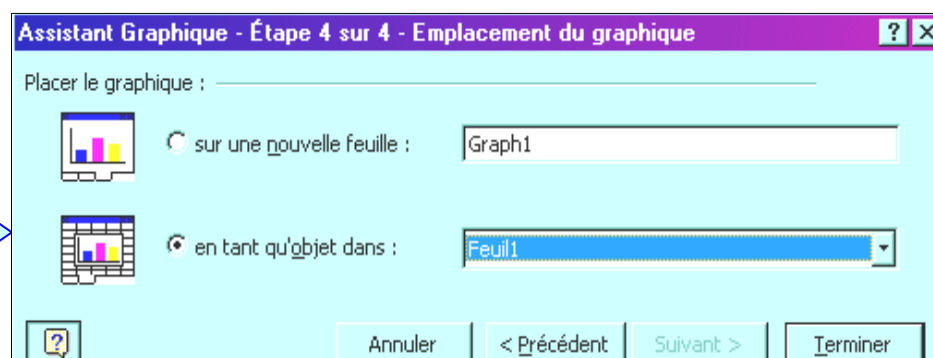 Assistant Graphique - Étape 4 sur 4 - Emplacement du graphique ? X
Placer le graphique :
sur une nouvelle feuille : Graph1
en tant qu'objet dans : Feuil1
? Annuler < Précédent Suivant > Terminer